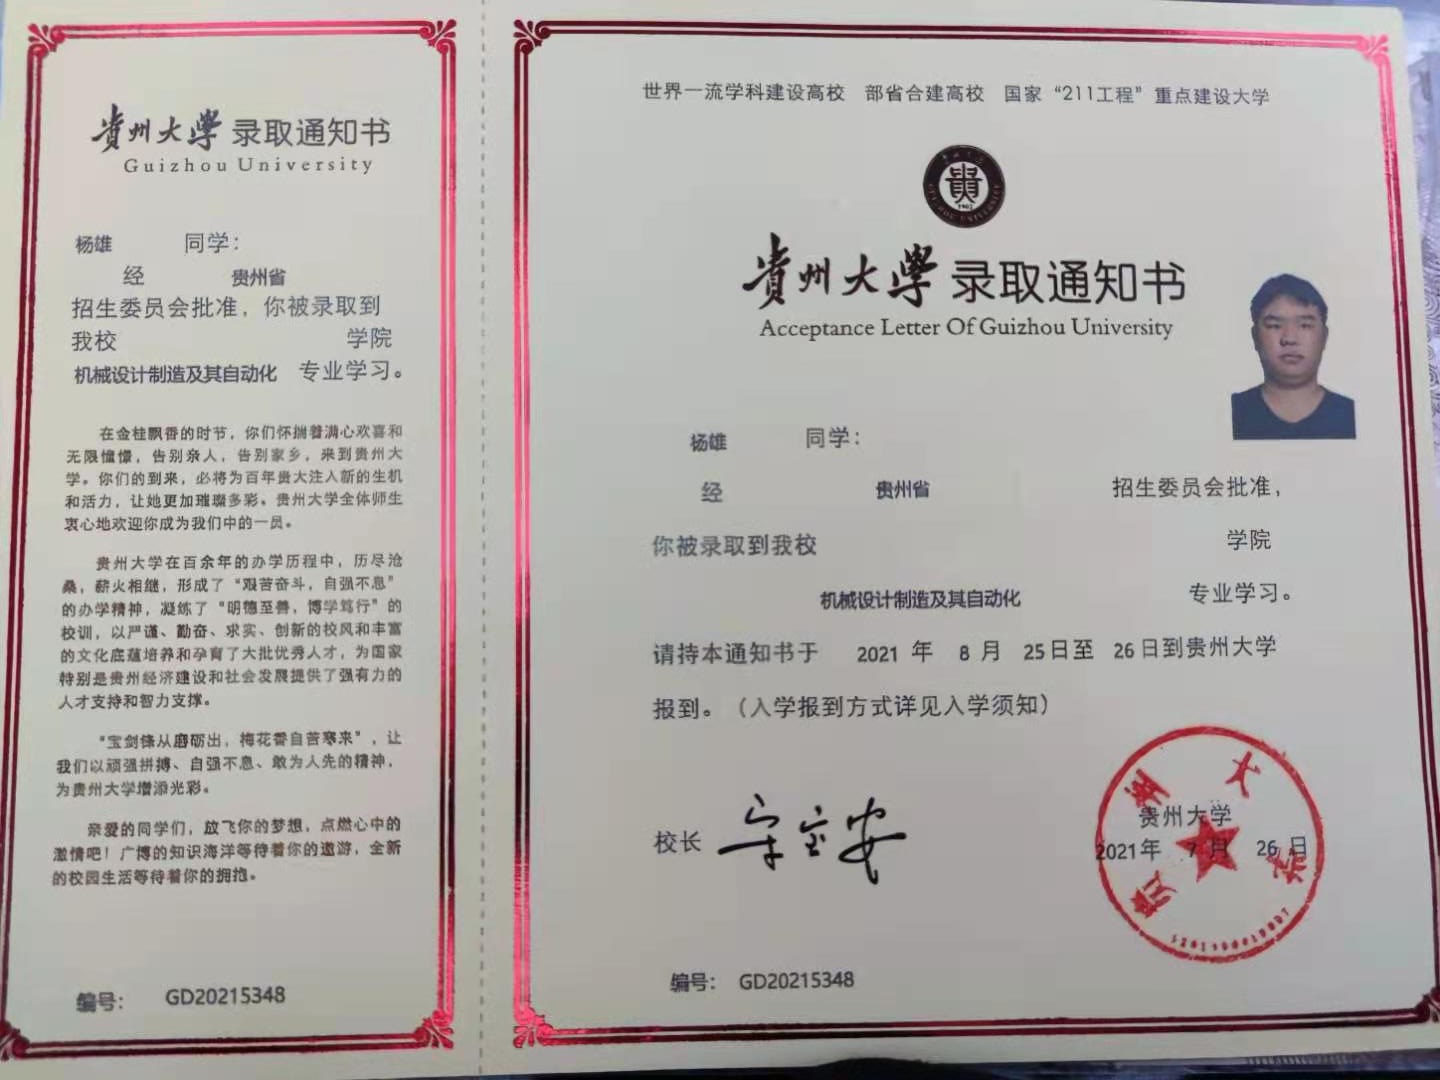 贵州大学 录取通知书
Guizhou University
杨雄 同学：
经 贵州省
招生委员会批准，你被录取到
我校 学院
机械设计制造及其自动化 专业学习。
在金桂飘香的时节，你们怀揣着满心欢喜和
无限憧憬，告别亲人，告别家乡，来到贵州大
学。你们的到来，必将为百年贵大注入新的生机
和活力，让她更加璀璨多彩。贵州大学全体师生
衷心地欢迎你成为我们中的一员。
贵州大学在百余年的办学历程中，历尽沧
桑，薪火相继，形成了“艰苦奋斗，自强不息”
的办学精神，凝练了“明德至善，博学笃行”的
校训，以严谨、勤奋、求实、创新的校风和丰富
的文化底蕴培养和孕育了大批优秀人才，为国家
特别是贵州经济建设和社会发展提供了强有力的
人才支持和智力支撑。
“宝剑锋从磨砺出，梅花香自苦寒来”，让
我们以顽强拼搏、自强不息、敢为人先的精神，
为贵州大学增添光彩。
亲爱的同学们，放飞你的梦想，点燃心中的
激情吧！广博的知识海洋等待着你的遨游，全新
的校园生活等待着你的拥抱。
编号： GD20215348
世界一流学科建设高校 部省合建高校 国家“211工程”重点建设大学
貴
1902
貴州大學 录取通知书
Acceptance Letter Of Guizhou University
杨雄 同学：
经 贵州省 招生委员会批准，
你被录取到我校 学院
机械设计制造及其自动化 专业学习。
请持本通知书于 2021 年 8 月 25日至 26日到贵州大学
报到。（入学报到方式详见入学须知）
校长 宋宝安
贵州大学
2021年 7月 26日
贵州大学
编号： GD20215348